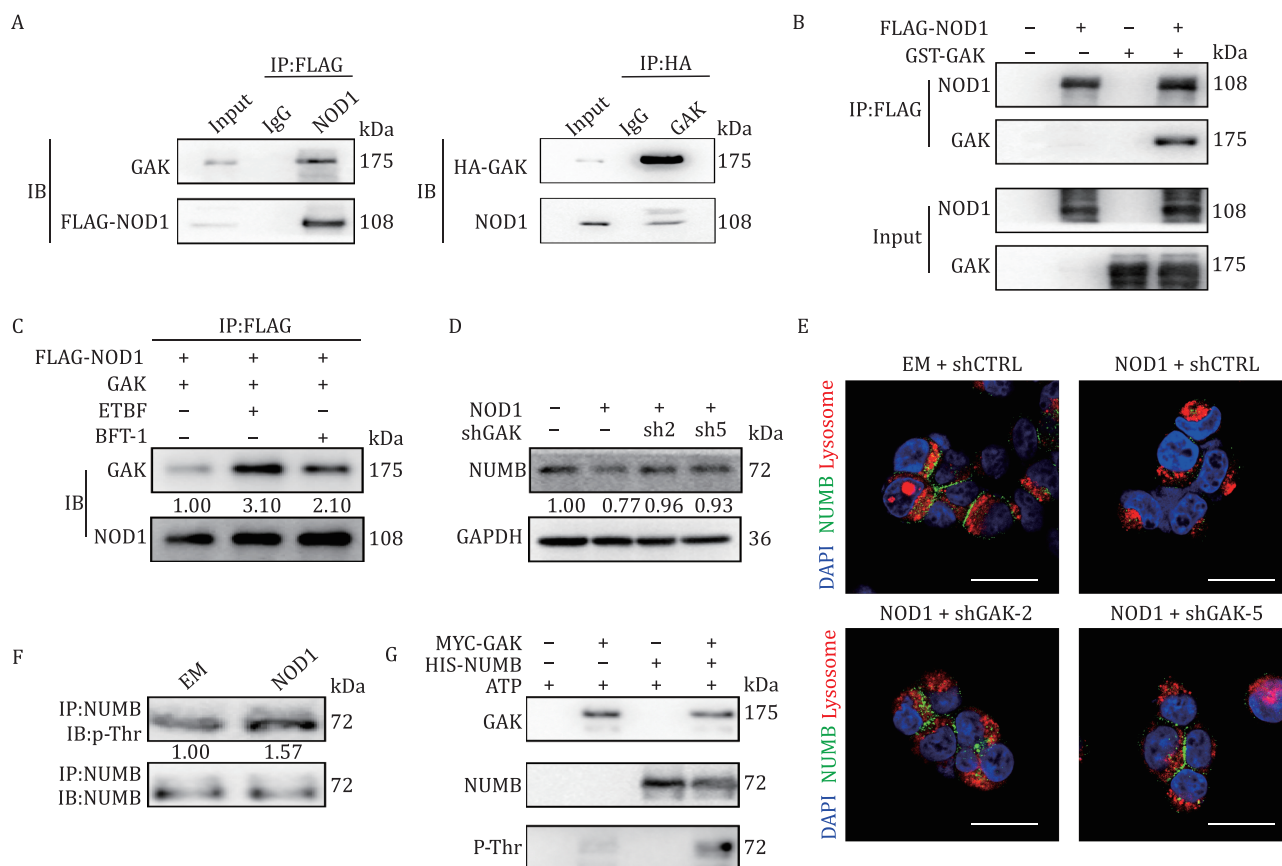 A
IP:FLAG
Input IgG NOD1 kDa
GAK 175
IB
FLAG-NOD1 108
IP:HA
Input IgG GAK kDa
HA-GAK 175
IB
NOD1 108
B
FLAG-NOD1 – + – +
GST-GAK – – + + kDa
NOD1 108
IP:FLAG
GAK 175
NOD1 108
Input
GAK 175
C
IP:FLAG
FLAG-NOD1 + + +
GAK + + +
ETBF – + –
BFT-1 – – + kDa
GAK 175
1.00 3.10 2.10
IB
NOD1 108
D
NOD1 – + + +
shGAK – – sh2 sh5 kDa
NUMB 72
1.00 0.77 0.96 0.93
GAPDH 36
E
EM + shCTRL NOD1 + shCTRL
DAPI NUMB Lysosome
NOD1 + shGAK-2 NOD1 + shGAK-5
DAPI NUMB Lysosome
F
EM NOD1 kDa
IP:NUMB
IB:p-Thr 72
1.00 1.57
IP:NUMB
IB:NUMB 72
G
MYC-GAK – + – +
HIS-NUMB – – + +
ATP + + + + kDa
GAK 175
NUMB 72
P-Thr 72